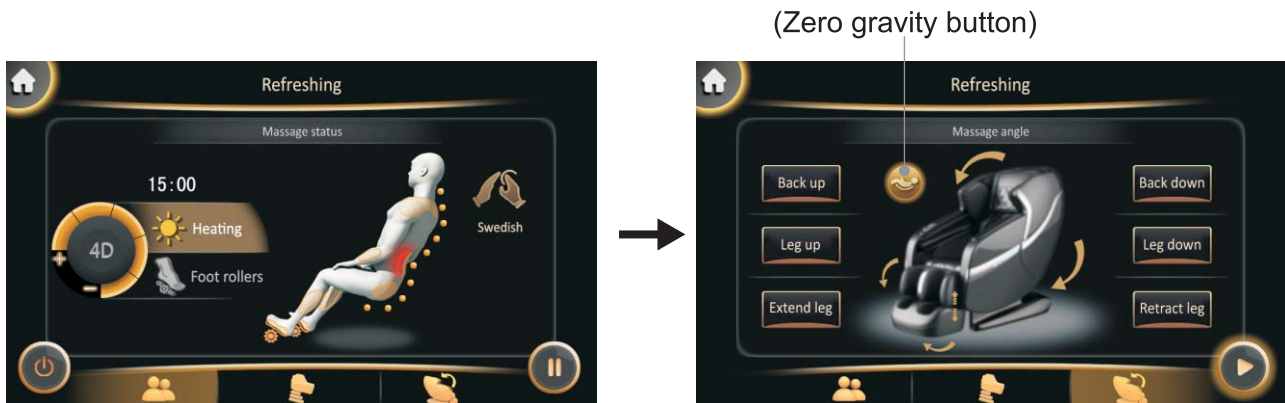 (Zero gravity button)
Refreshing
Massage status
15:00
Heating
4D
Foot rollers
Swedish
Refreshing
Massage angle
Back up
Back down
Leg up
Leg down
Extend leg
Retract leg